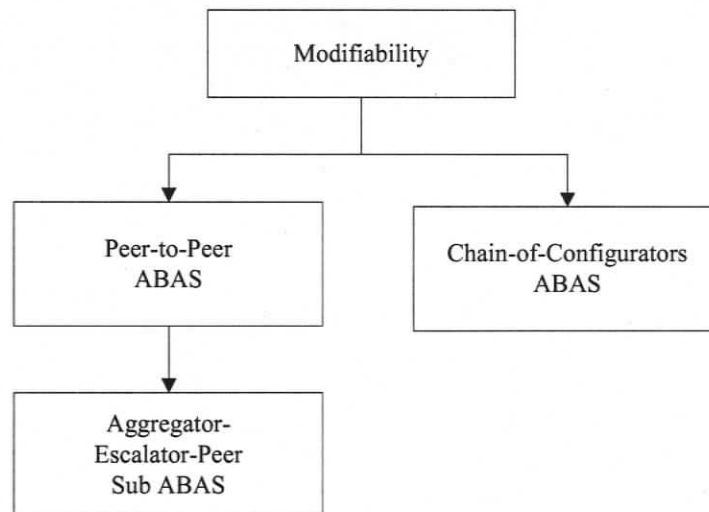 Modifiability
Peer-to-Peer
ABAS
Chain-of-Configurators
ABAS
Aggregator-
Escalator-Peer
Sub ABAS